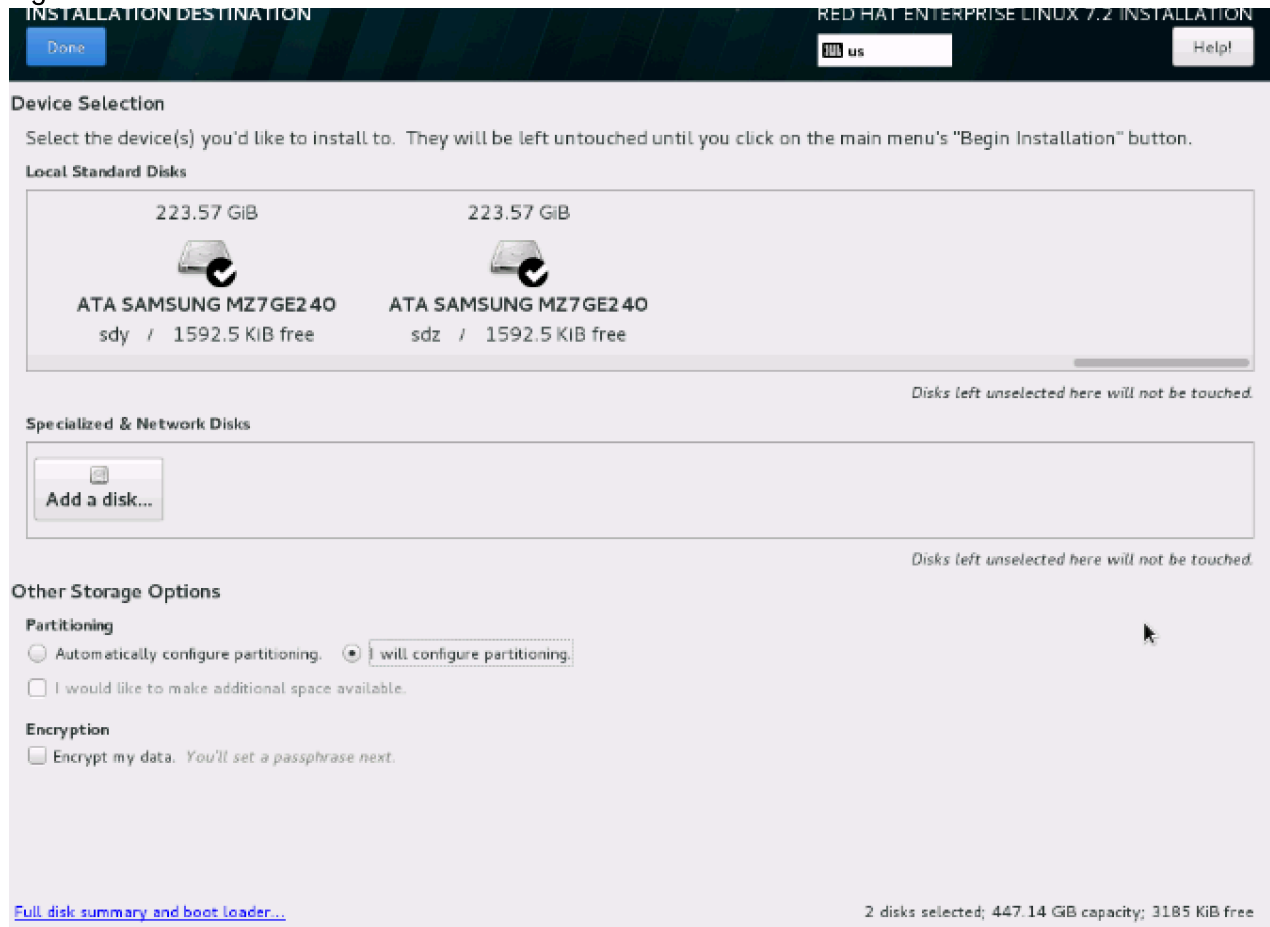 INSTALLATION DESTINATION
RED HAT ENTERPRISE LINUX 7.2 INSTALLATION
Done
us
Help!
Device Selection
Select the device(s) you'd like to install to. They will be left untouched until you click on the main menu's "Begin Installation" button.
Local Standard Disks
223.57 GiB
223.57 GiB
ATA SAMSUNG MZ7GE240
ATA SAMSUNG MZ7GE240
sdy / 1592.5 KiB free
sdz / 1592.5 KiB free
Disks left unselected here will not be touched.
Specialized & Network Disks
Add a disk...
Disks left unselected here will not be touched.
Other Storage Options
Partitioning
Automatically configure partitioning.
I will configure partitioning.
I would like to make additional space available.
Encryption
Encrypt my data. You'll set a passphrase next.
Full disk summary and boot loader...
2 disks selected; 447.14 GiB capacity; 3185 KiB free